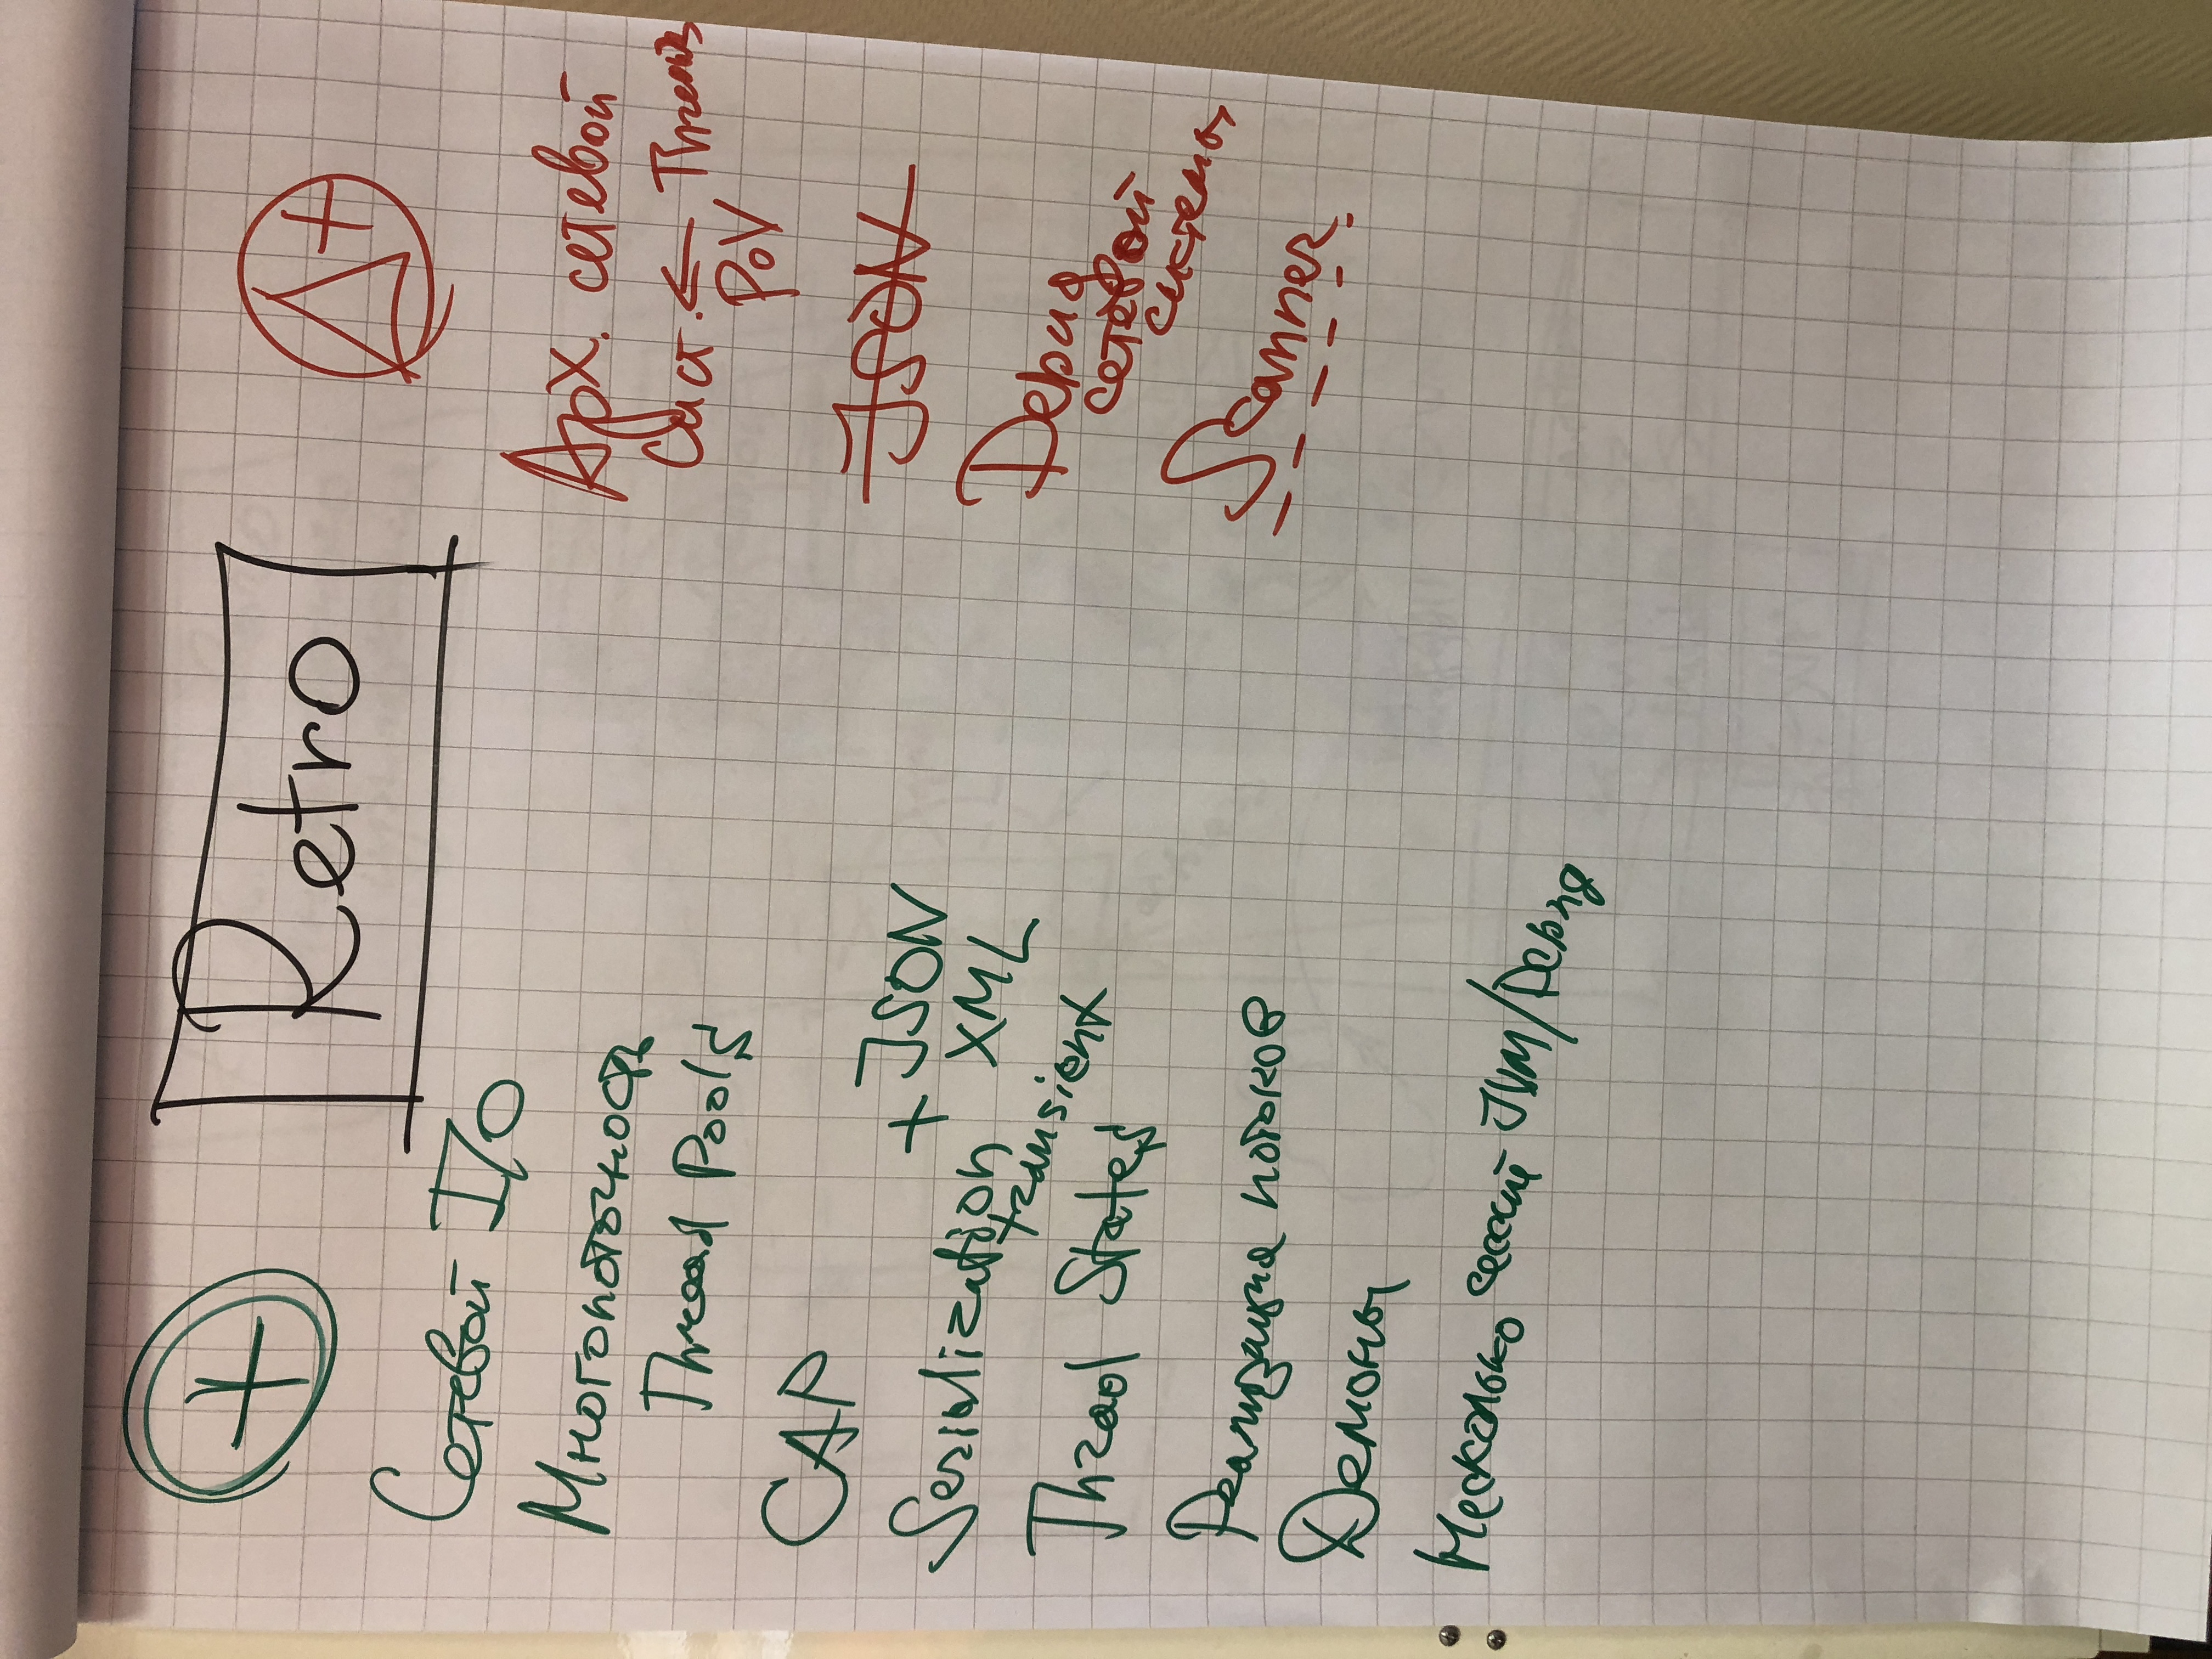 Retro
+
Сетевой I/O
Многопоточность
Thread Pools
CAP
Serialization + JSON
XML
transient
Thread States
Реализация потоков
Демоны
Несколько сессий JVM/Debug
Δ+
Арх. сетевой
Сист. ← Threads
PoV
JSON
Debug
сетевой
системы
Scanner